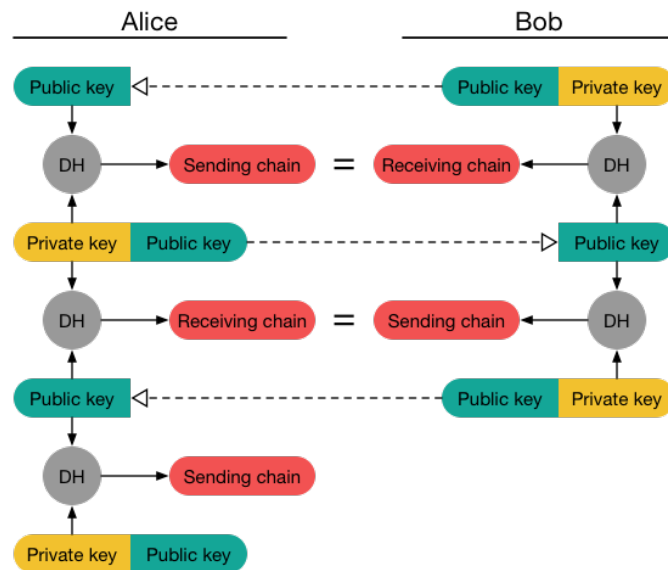 Alice Bob
Public key Public key Private key
DH Sending chain = Receiving chain DH
Private key Public key Public key
DH Receiving chain = Sending chain DH
Public key Public key Private key
DH Sending chain
Private key Public key